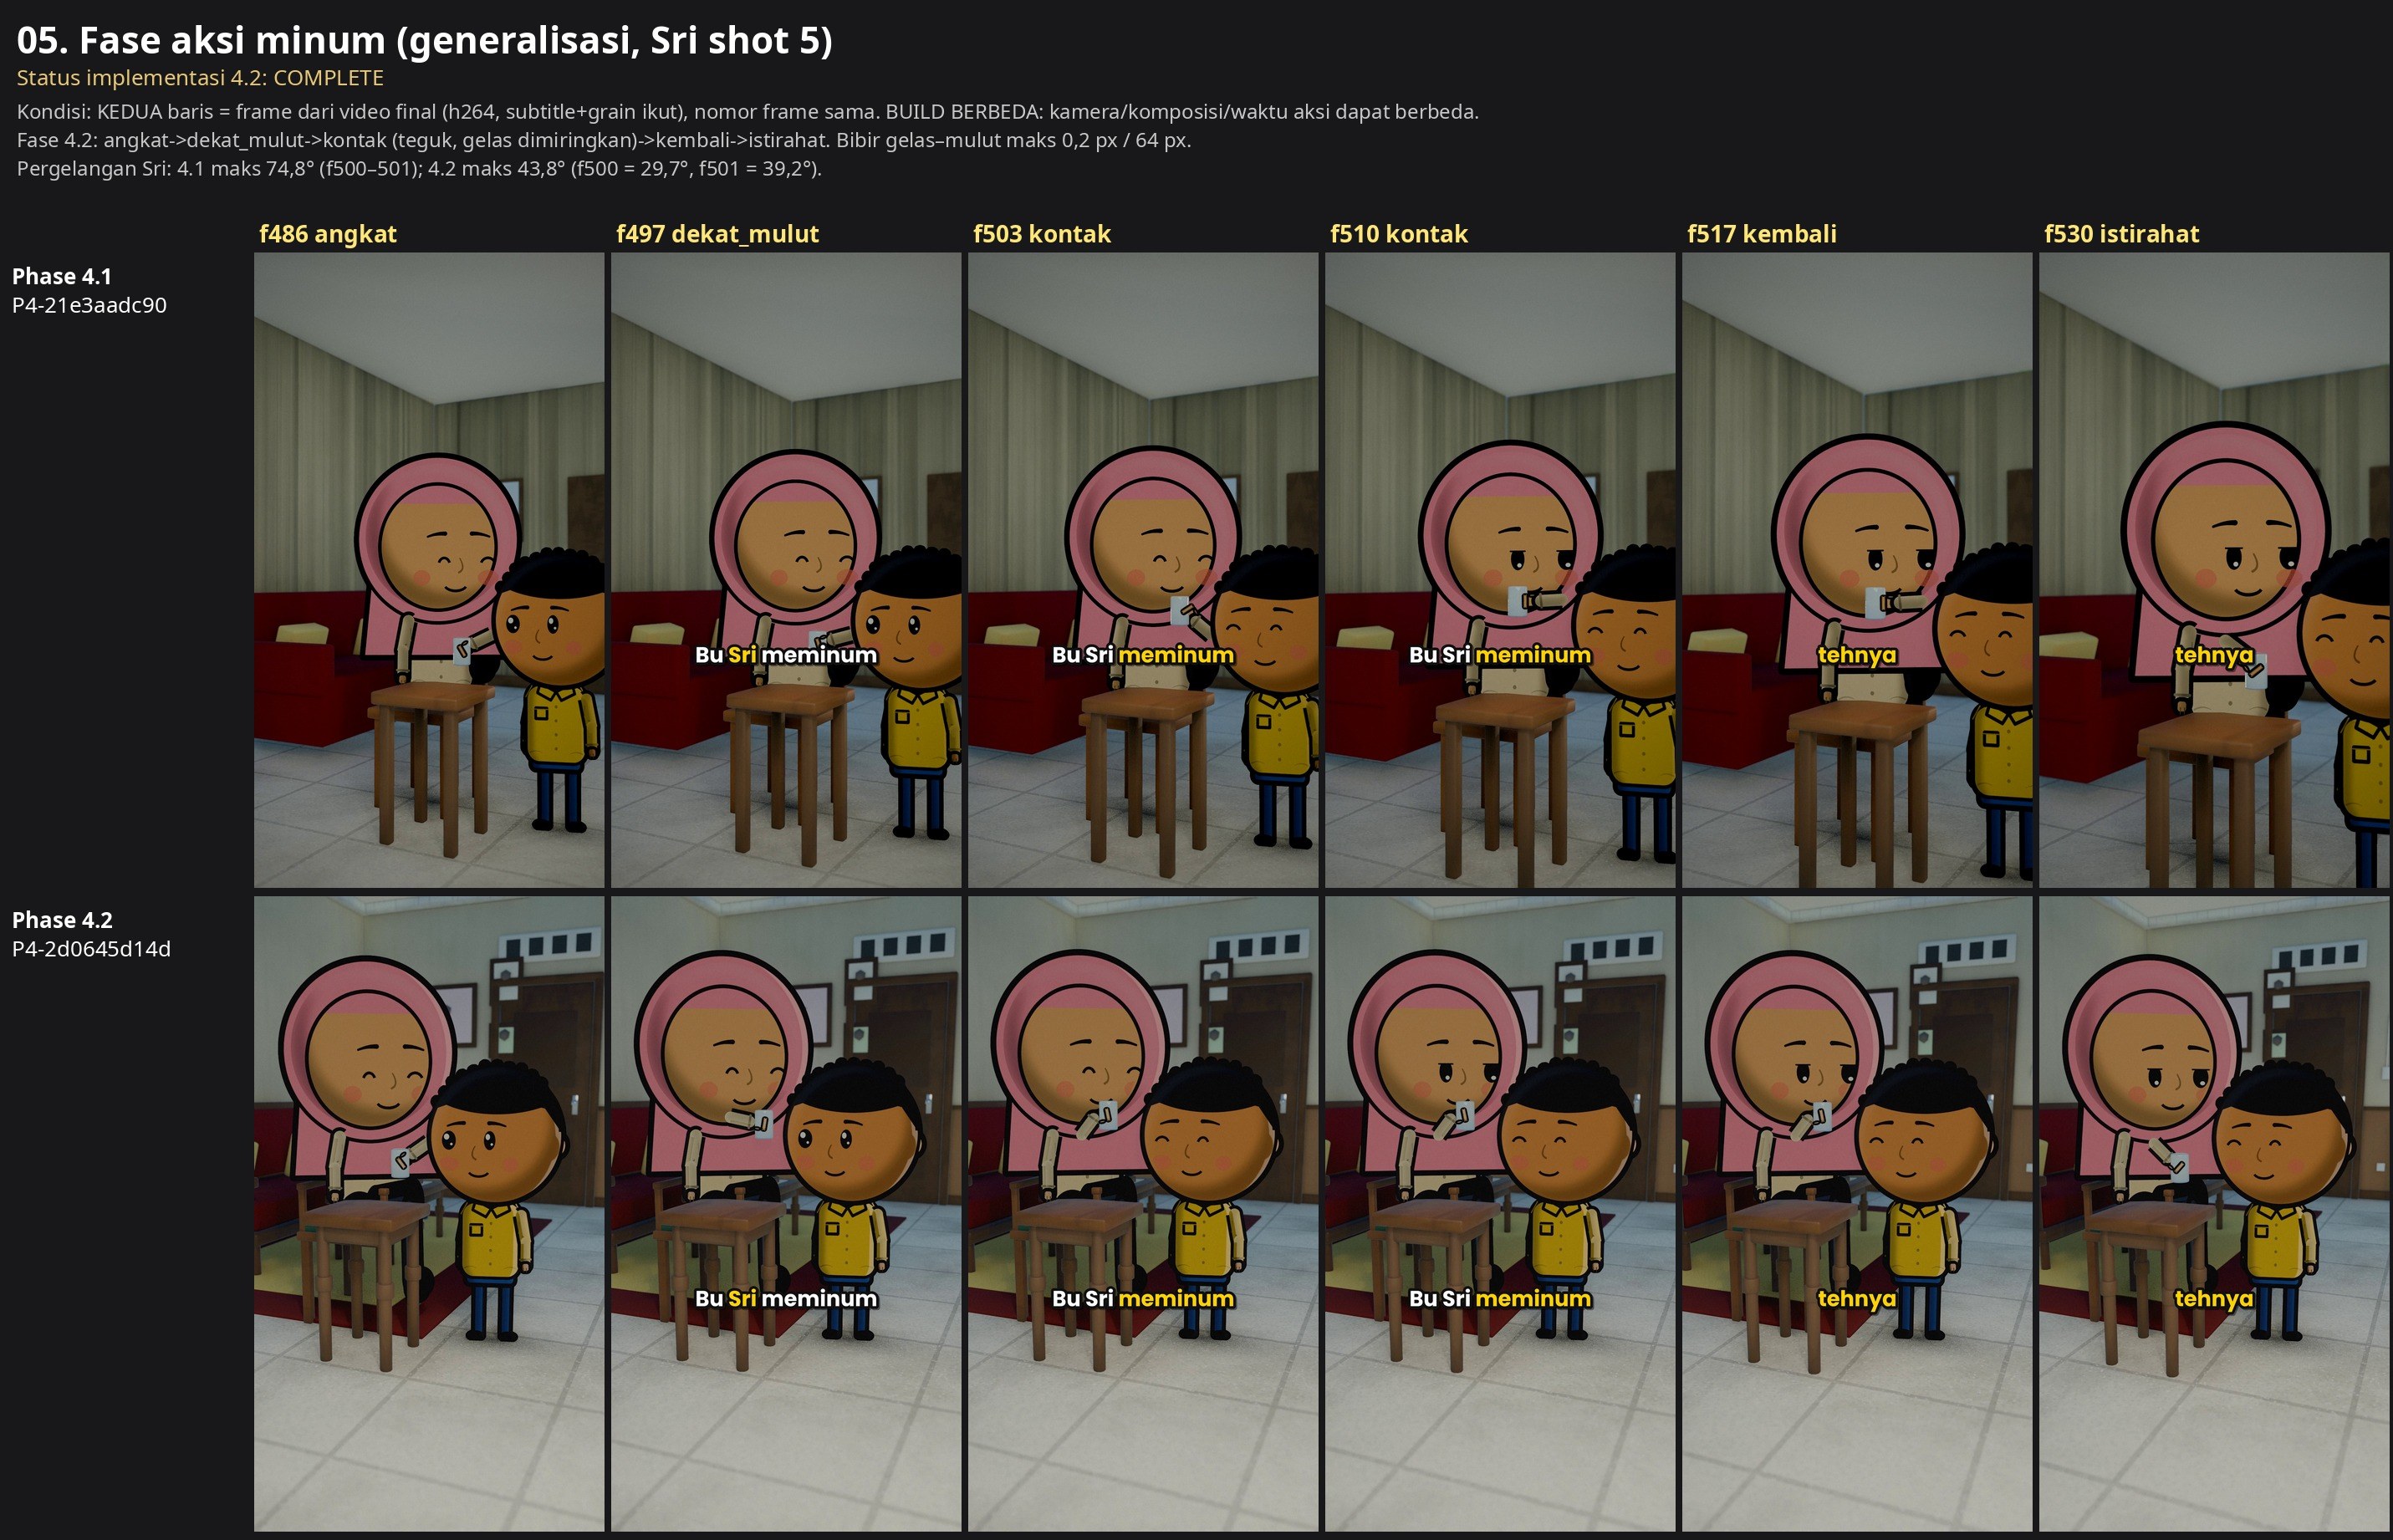 05. Fase aksi minum (generalisasi, Sri shot 5)
Status implementasi 4.2: COMPLETE
Kondisi: KEDUA baris = frame dari video final (h264, subtitle+grain ikut), nomor frame sama. BUILD BERBEDA: kamera/komposisi/waktu aksi dapat berbeda.
Fase 4.2: angkat->dekat_mulut->kontak (teguk, gelas dimiringkan)->kembali->istirahat. Bibir gelas–mulut maks 0,2 px / 64 px.
Pergelangan Sri: 4.1 maks 74,8° (f500–501); 4.2 maks 43,8° (f500 = 29,7°, f501 = 39,2°).
f486 angkat
f497 dekat_mulut
f503 kontak
f510 kontak
f517 kembali
f530 istirahat
Phase 4.1
P4-21e3aadc90
Bu Sri meminum
Bu Sri meminum
Bu Sri meminum
tehnya
tehnya
Phase 4.2
P4-2d0645d14d
Bu Sri meminum
Bu Sri meminum
Bu Sri meminum
tehnya
tehnya